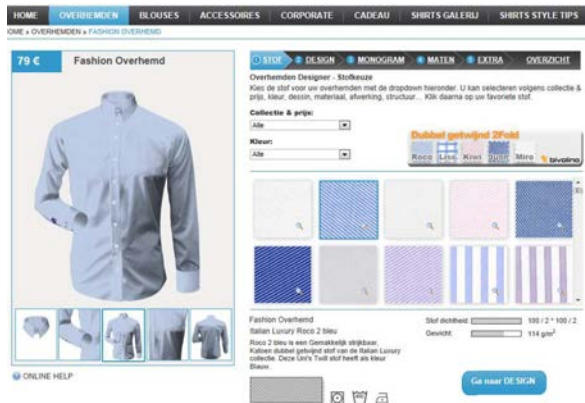 HOME OVERHEMDEN BLOUSES ACCESSOIRES CORPORATE CADEAU SHIRTS GALERIJ SHIRTS STYLE TIPS
OME » OVERHEMDEN » FASHION OVERHEMD
79 € Fashion Overhemd
1 STOF 2 DESIGN 3 MONOGRAM 4 MATEN 5 EXTRA OVERZICHT
Overhemden Designer - Stofkeuze
Kies de stof voor uw overhemden met de dropdown hieronder. U kan selecteren volgens collectie &
prijs, kleur, dessin, materiaal, afwerking, structuur... Klik daarna op uw favoriete stof.
Collectie & prijs:
Alle
Kleur:
Alle
Dubbel getwijnd 2Fold
Roco Liss Kiwi Miro bivolino
Fashion Overhemd
Italian Luxury Roco 2 bleu
Roco 2 bleu is een Gemakkelijk strijkbaar,
Katoen dubbel getwijnd stof van de Italian Luxury
collectie. Deze Uni's Twill stof heeft als kleur
Blauw.
Stof dichtheid: 100 / 2 * 100 / 2
Gewicht: 114 g/m²
ONLINE HELP
Ga naar DESIGN